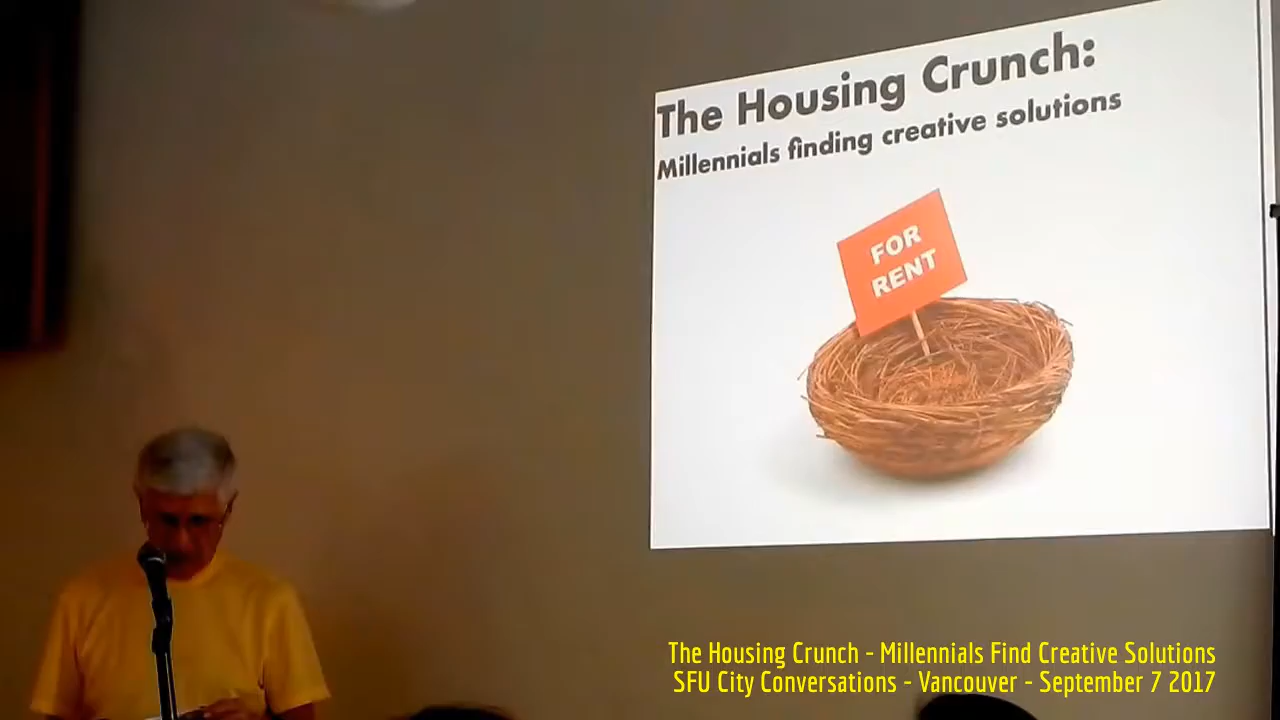 The Housing Crunch:
Millennials finding creative solutions
FOR
RENT
The Housing Crunch - Millennials Find Creative Solutions
SFU City Conversations - Vancouver - September 7 2017